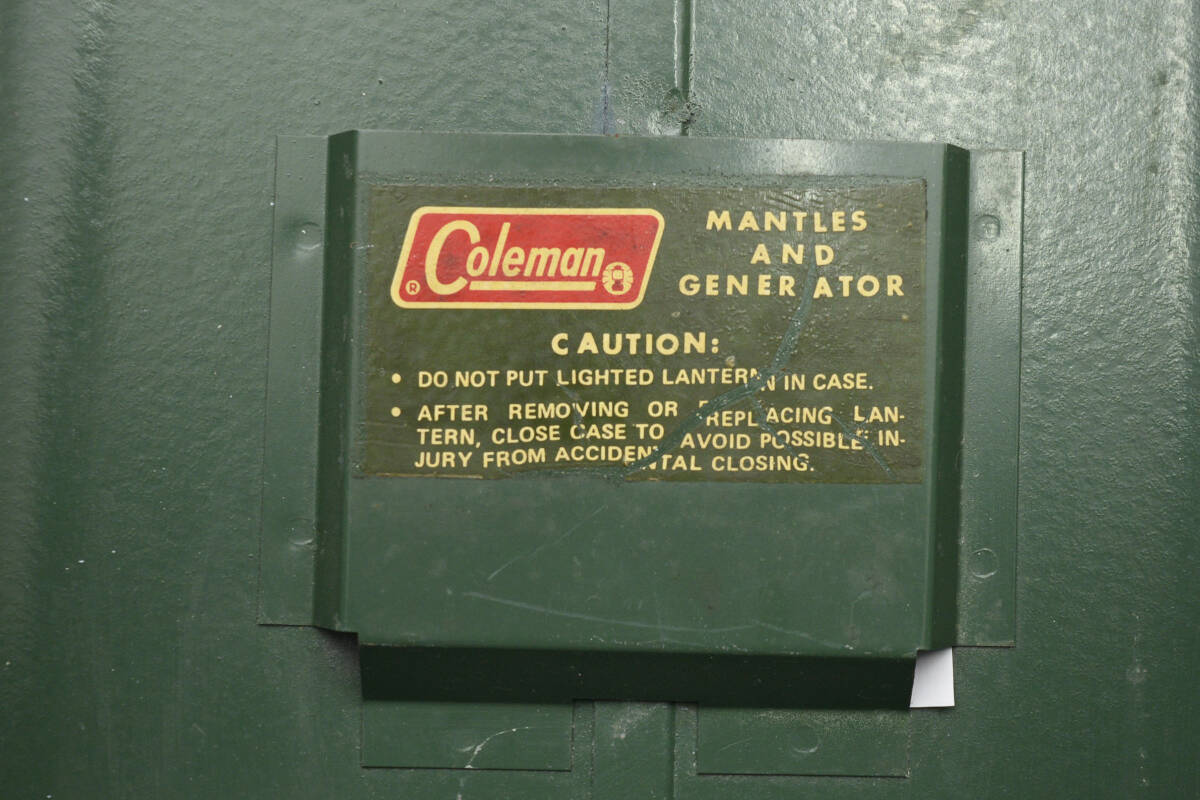 Coleman
®
MANTLES
AND
GENERATOR
CAUTION:
• DO NOT PUT LIGHTED LANTERN IN CASE.
• AFTER REMOVING OR REPLACING LAN-
TERN, CLOSE CASE TO AVOID POSSIBLE IN-
JURY FROM ACCIDENTAL CLOSING.